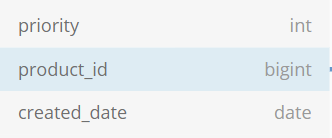 priority int
product_id bigint
created_date date